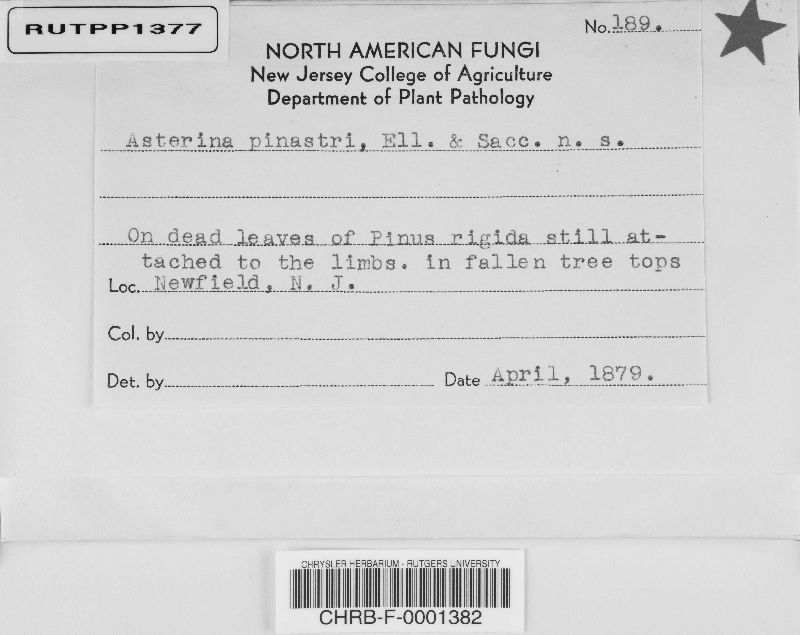 RUTPP1377
No. 189.
NORTH AMERICAN FUNGI
New Jersey College of Agriculture
Department of Plant Pathology
Asterina pinastri, Ell. & Sacc. n. s.
On dead leaves of Pinus rigida still at-
tached to the limbs. in fallen tree tops
Loc. Newfield, N. J.
Col. by
Det. by Date April, 1879.
CHRYSLER HERBARIUM - RUTGERS UNIVERSITY
CHRB-F-0001382